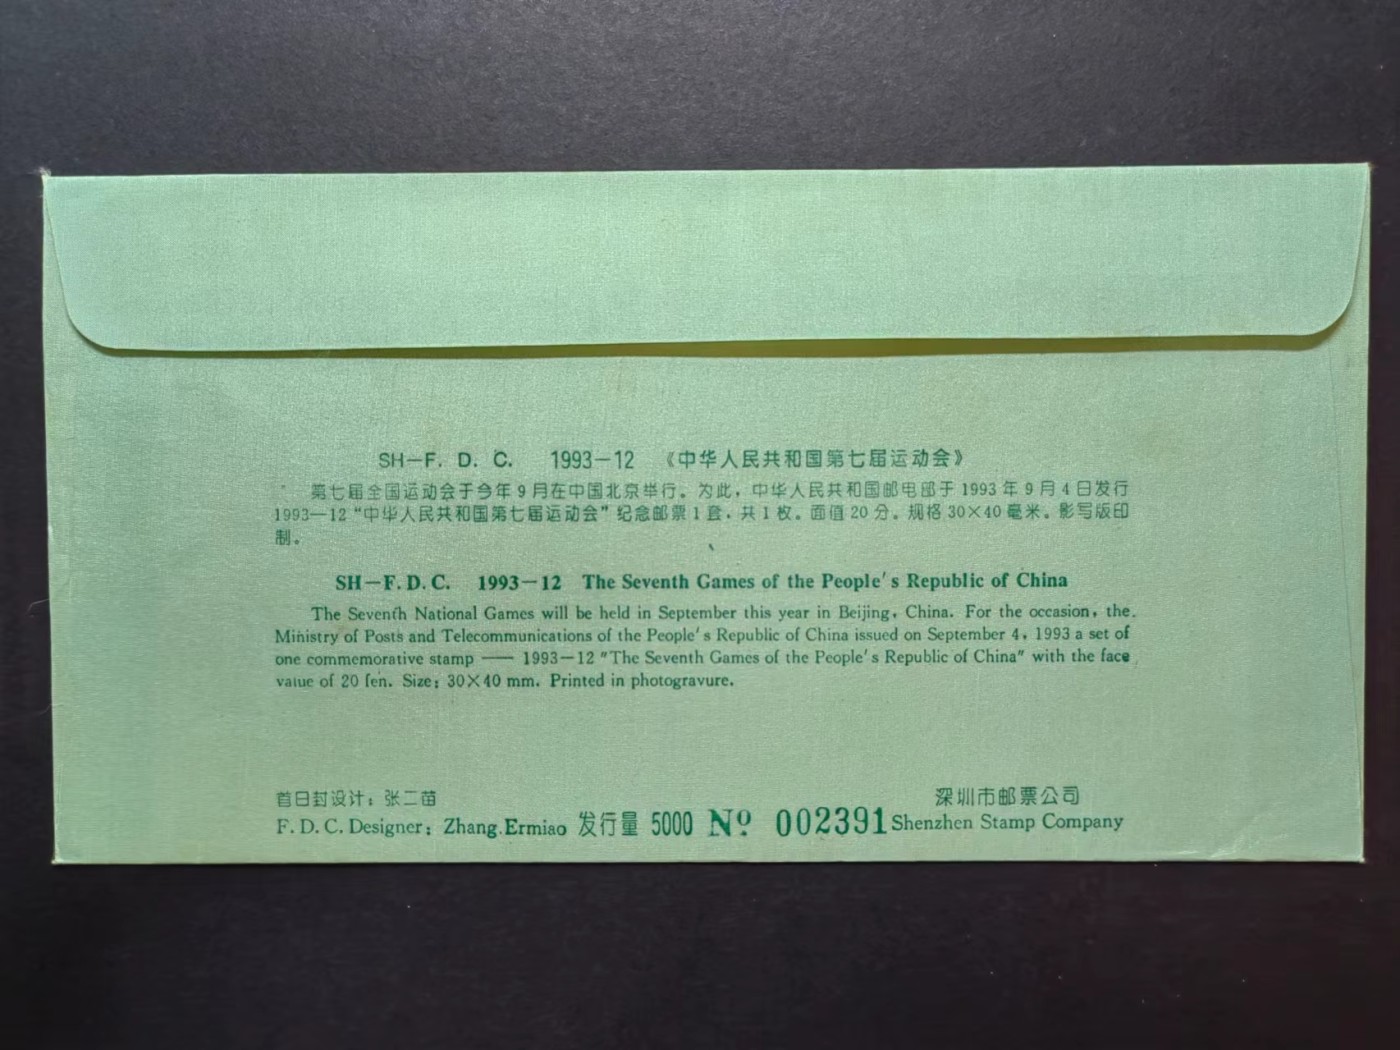 SH—F. D. C. 1993—12 《中华人民共和国第七届运动会》
第七届全国运动会于今年9月在中国北京举行。为此，中华人民共和国邮电部于1993年9月4日发行
1993—12“中华人民共和国第七届运动会”纪念邮票1套，共1枚。面值20分。规格30×40毫米。影写版印
制。
SH—F. D. C. 1993—12 The Seventh Games of the People's Republic of China
The Seventh National Games will be held in September this year in Beijing, China. For the occasion, the
Ministry of Posts and Telecommunications of the People's Republic of China issued on September 4, 1993 a set of
one commemorative stamp —— 1993—12 "The Seventh Games of the People's Republic of China" with the face
value of 20 fen. Size: 30×40 mm. Printed in photogravure.
首日封设计：张二苗
深圳市邮票公司
F. D. C. Designer: Zhang Ermiao 发行量 5000 Nº 002391 Shenzhen Stamp Company